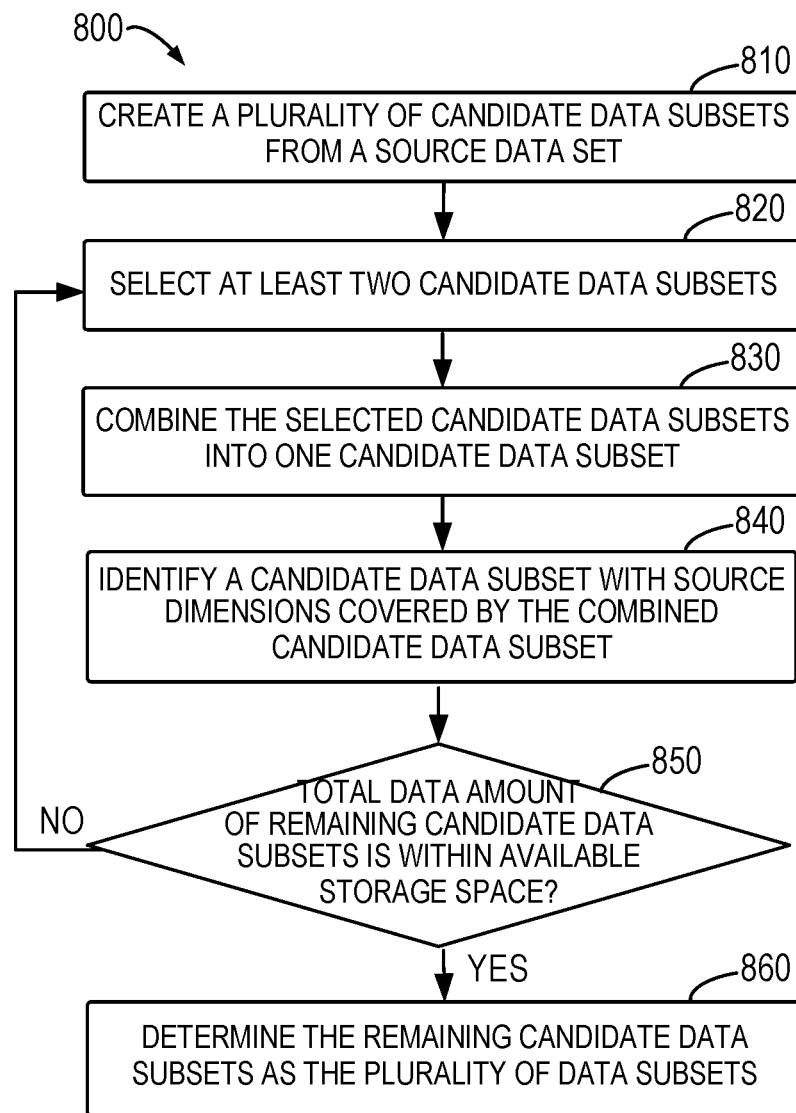 800
810
CREATE A PLURALITY OF CANDIDATE DATA SUBSETS
FROM A SOURCE DATA SET
820
SELECT AT LEAST TWO CANDIDATE DATA SUBSETS
830
COMBINE THE SELECTED CANDIDATE DATA SUBSETS
INTO ONE CANDIDATE DATA SUBSET
840
IDENTIFY A CANDIDATE DATA SUBSET WITH SOURCE
DIMENSIONS COVERED BY THE COMBINED
CANDIDATE DATA SUBSET
850
TOTAL DATA AMOUNT
OF REMAINING CANDIDATE DATA
SUBSETS IS WITHIN AVAILABLE
STORAGE SPACE?
NO
YES
860
DETERMINE THE REMAINING CANDIDATE DATA
SUBSETS AS THE PLURALITY OF DATA SUBSETS